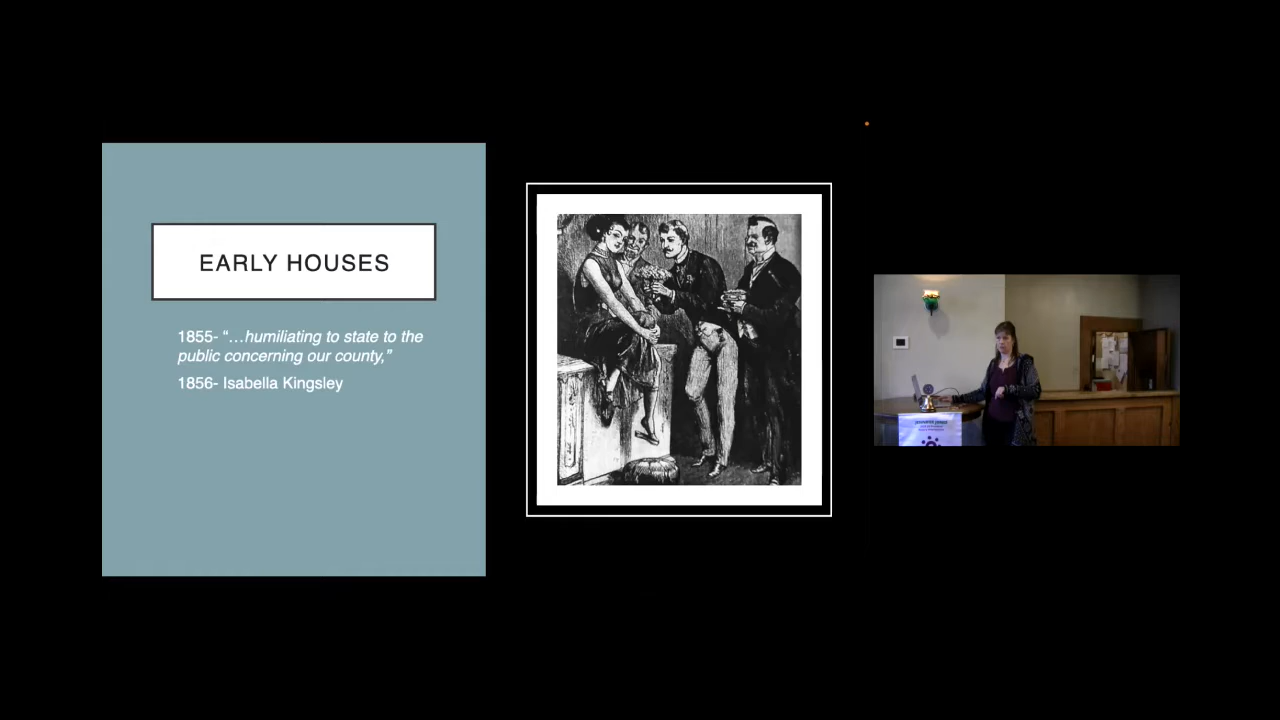 EARLY HOUSES
1855- “…humiliating to state to the
public concerning our county,”
1856- Isabella Kingsley